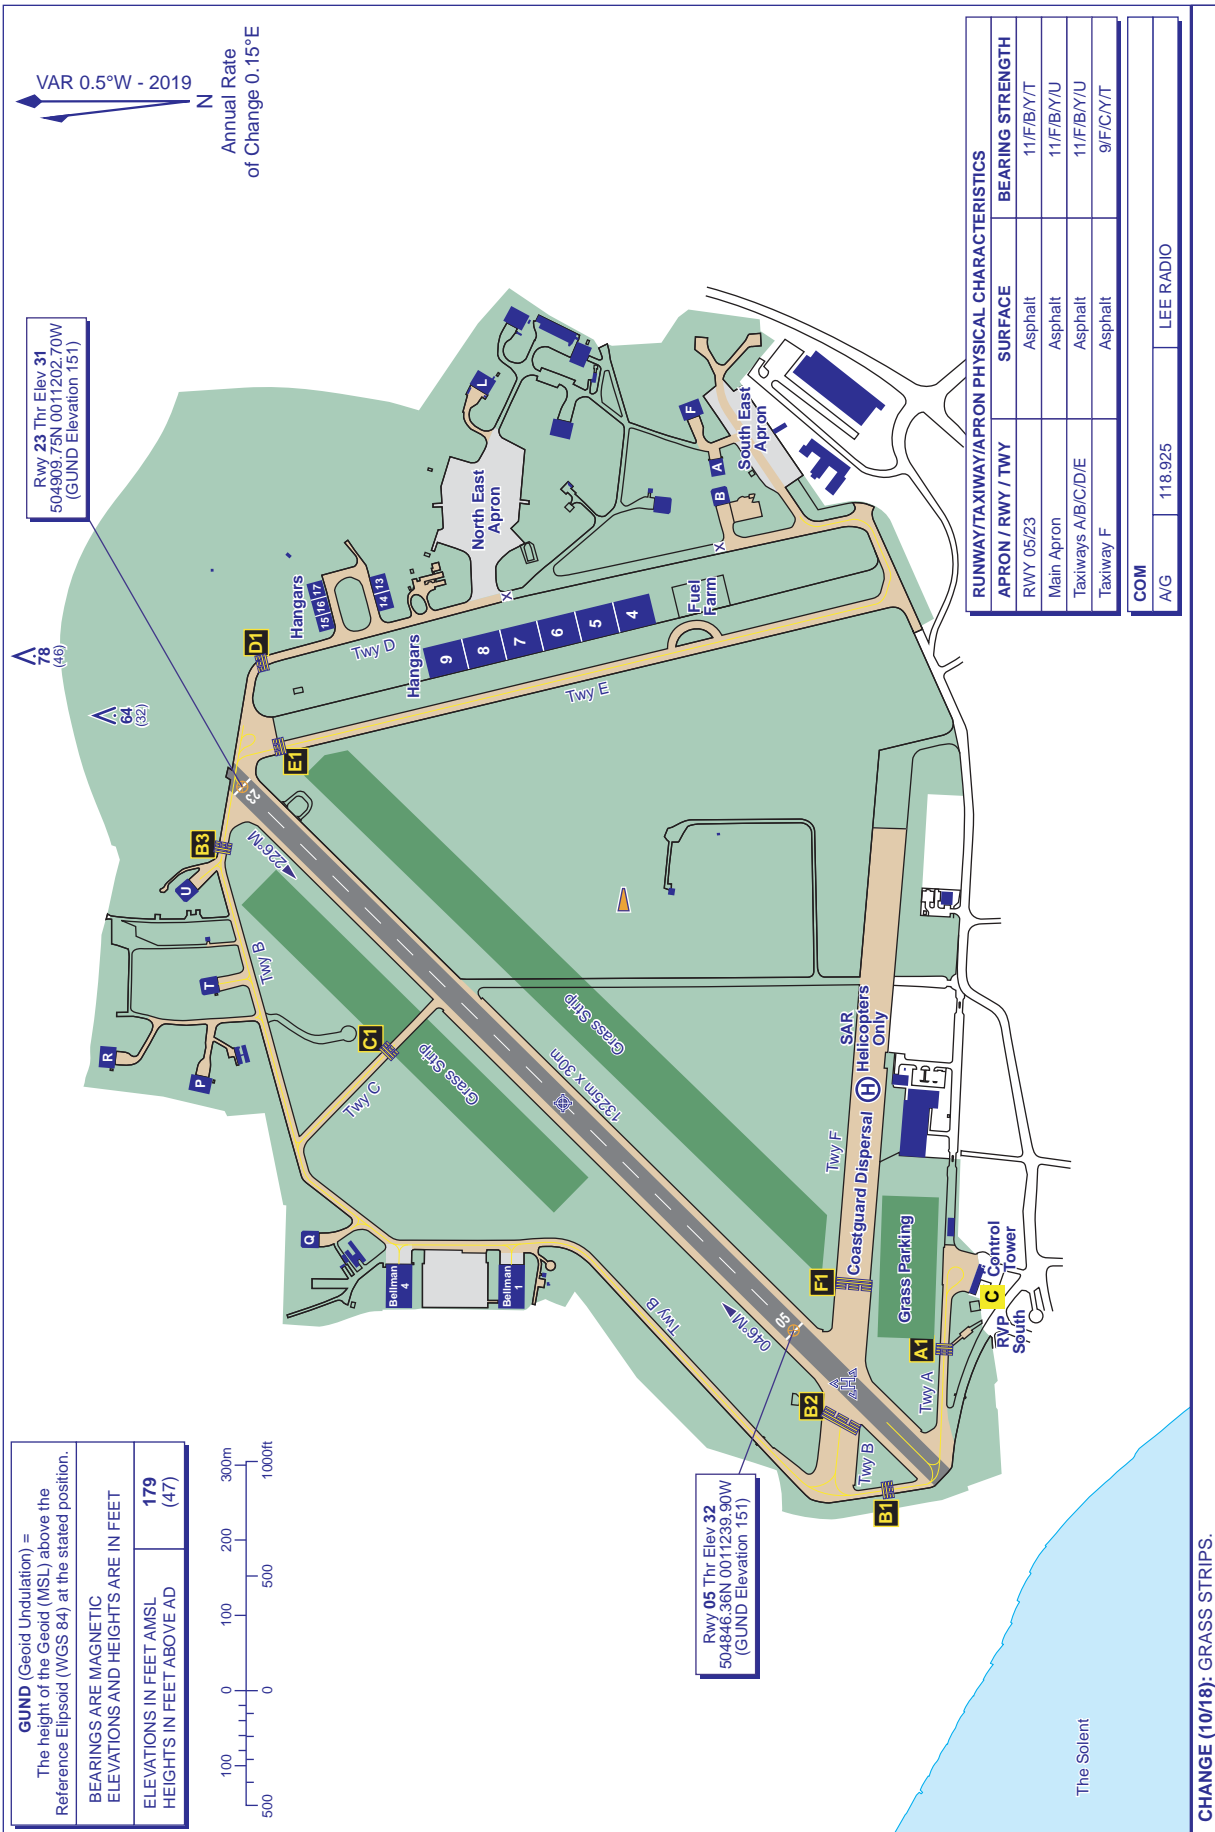 GUND (Geoid Undulation) =
The height of the Geoid (MSL) above the
Reference Elipsoid (WGS 84) at the stated position.
BEARINGS ARE MAGNETIC
ELEVATIONS AND HEIGHTS ARE IN FEET
ELEVATIONS IN FEET AMSL
HEIGHTS IN FEET ABOVE AD
179
(47)
100 0 100 200 300m
500 0 500 1000ft
78
(46)
64
(32)
Rwy 23 Thr Elev 31
504909.75N 0011202.70W
(GUND Elevation 151)
VAR 0.5°W - 2019
N
Annual Rate
of Change 0.15°E
R
P
T
U
Q
Twy B
B3
D1
E1
C1
Twy C
Hangars
15 16 17
14 13
Twy D
Hangars
9
8
7
6
5
4
Twy E
Fuel
Farm
X
X
North East
Apron
L
F
A
B
South East
Apron
23
226°M
Grass Strip
1325m x 30m
Grass Strip
Bellman
4
Bellman
1
Twy B
046°M
05
Rwy 05 Thr Elev 32
504846.36N 0011239.90W
(GUND Elevation 151)
B2
H
Twy B
B1
F1
Twy F
Coastguard Dispersal
H
SAR
Helicopters
Only
Grass Parking
A1
Twy A
C
Control
Tower
RVP
South
The Solent
RUNWAY/TAXIWAY/APRON PHYSICAL CHARACTERISTICS
APRON / RWY / TWY SURFACE BEARING STRENGTH
RWY 05/23 Asphalt 11/F/B/Y/T
Main Apron Asphalt 11/F/B/Y/U
Taxiways A/B/C/D/E Asphalt 11/F/B/Y/U
Taxiway F Asphalt 9/F/C/Y/T
COM
A/G 118.925 LEE RADIO
CHANGE (10/18): GRASS STRIPS.